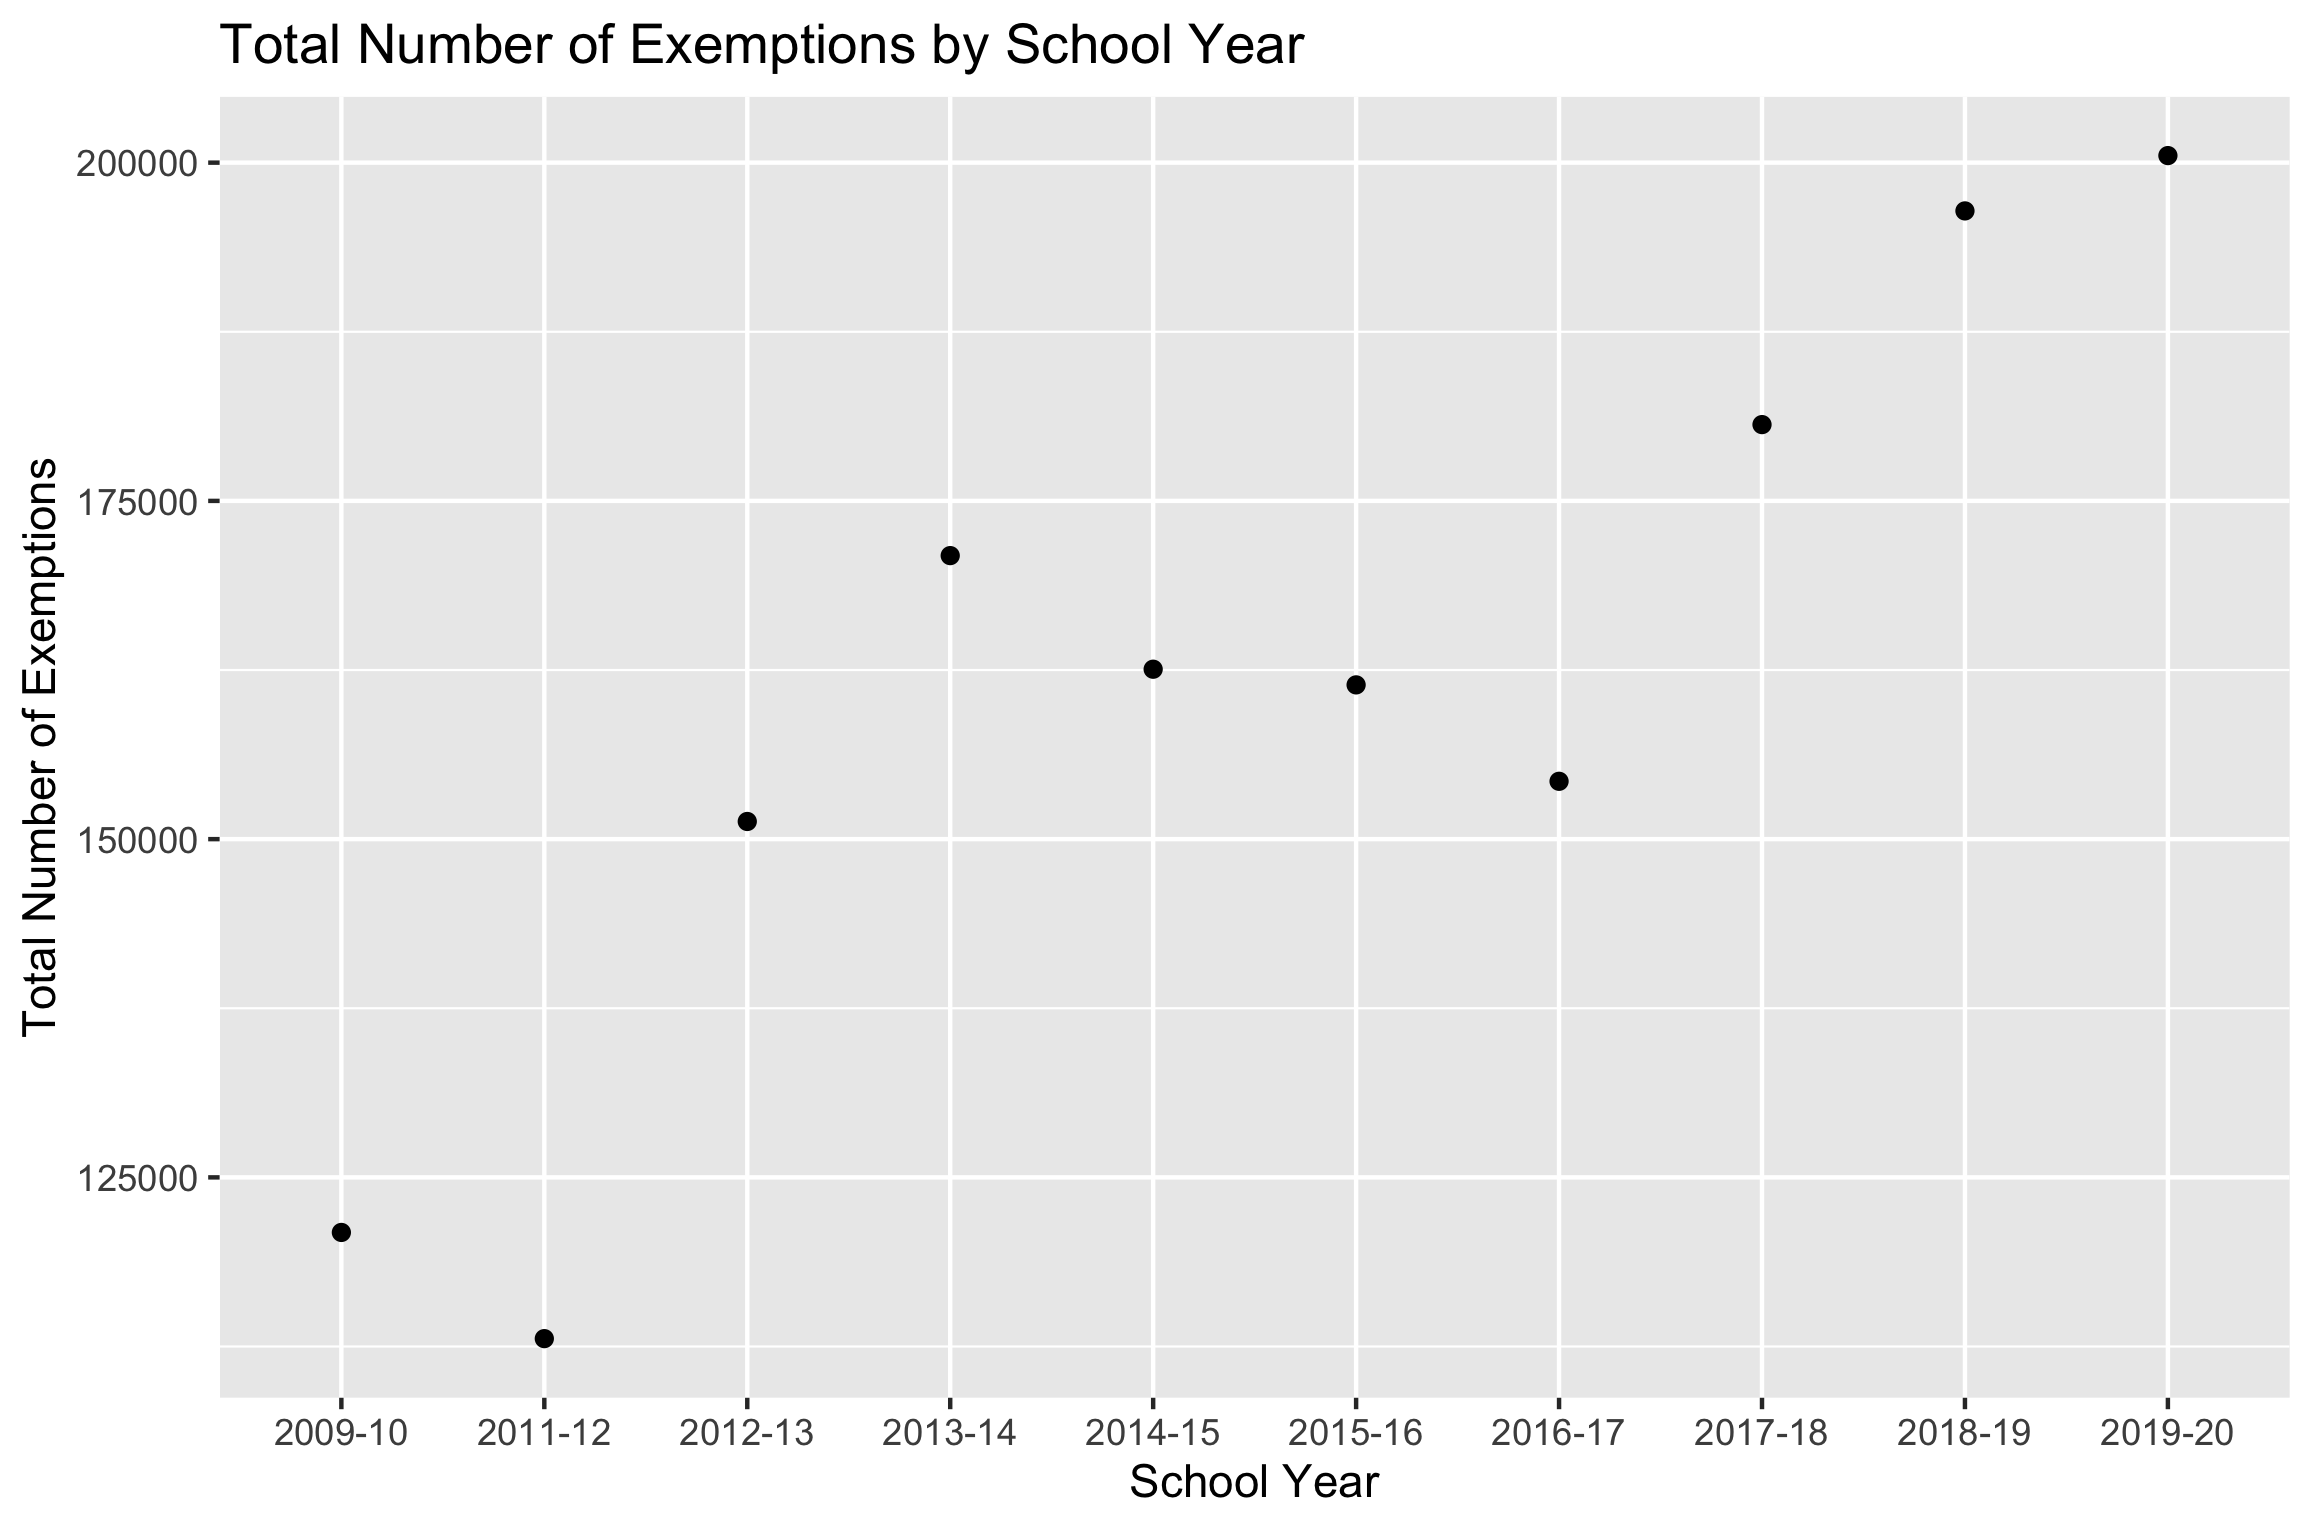 Total Number of Exemptions by School Year
Total Number of Exemptions
200000
175000
150000
125000
2009-10 2011-12 2012-13 2013-14 2014-15 2015-16 2016-17 2017-18 2018-19 2019-20
School Year